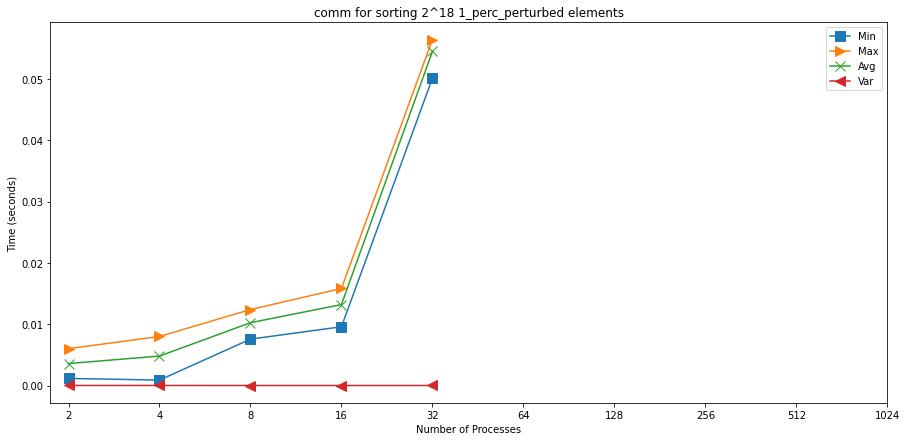 comm for sorting 2^18 1_perc_perturbed elements
Min
Max
Avg
Var
Time (seconds)
0.05
0.04
0.03
0.02
0.01
0.00
2 4 8 16 32 64 128 256 512 1024
Number of Processes